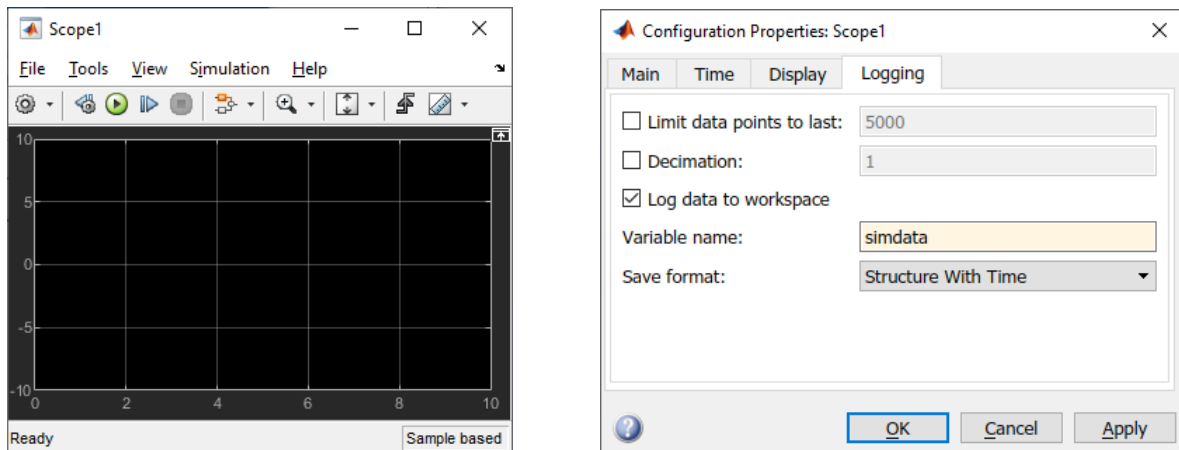 Scope1
File Tools View Simulation Help
10
5
0
-5
-10
0 2 4 6 8 10
Ready Sample based
Configuration Properties: Scope1
Main Time Display Logging
Limit data points to last: 5000
Decimation: 1
Log data to workspace
Variable name: simdata
Save format: Structure With Time
OK Cancel Apply